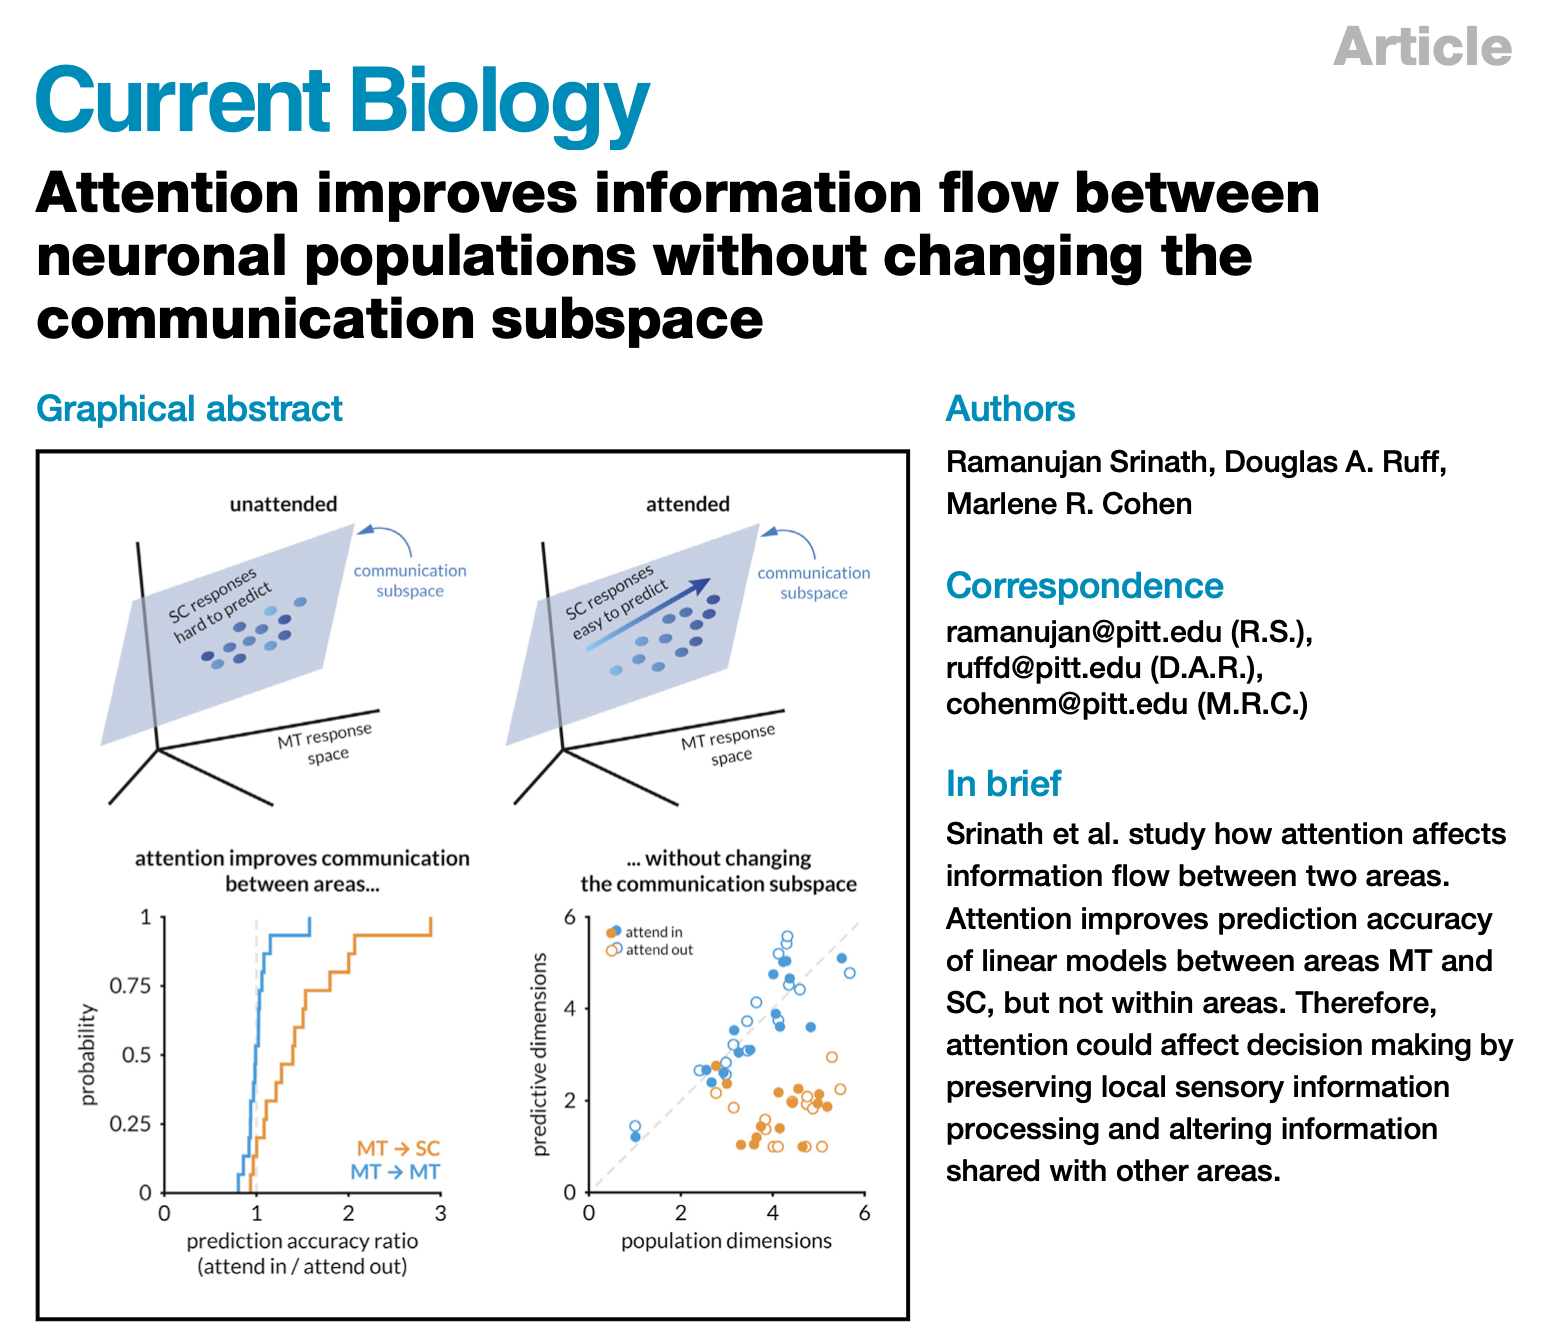 Article
Current Biology
Attention improves information flow between
neuronal populations without changing the
communication subspace
Graphical abstract
unattended
SC responses
hard to predict
communication
subspace
MT response
space
attended
SC responses
easy to predict
communication
subspace
MT response
space
attention improves communication
between areas...
probability
1
0.75
0.5
0.25
0
MT → SC
MT → MT
0 1 2 3
prediction accuracy ratio
(attend in / attend out)
... without changing
the communication subspace
predictive dimensions
6
4
2
0
attend in
attend out
0 2 4 6
population dimensions
Authors
Ramanujan Srinath, Douglas A. Ruff,
Marlene R. Cohen
Correspondence
ramanujan@pitt.edu (R.S.),
ruffd@pitt.edu (D.A.R.),
cohenm@pitt.edu (M.R.C.)
In brief
Srinath et al. study how attention affects
information flow between two areas.
Attention improves prediction accuracy
of linear models between areas MT and
SC, but not within areas. Therefore,
attention could affect decision making by
preserving local sensory information
processing and altering information
shared with other areas.